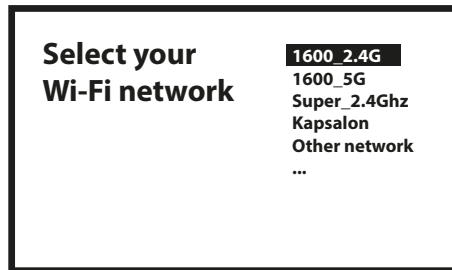 Select your
Wi-Fi network
1600_2.4G
1600_5G
Super_2.4Ghz
Kapsalon
Other network
...